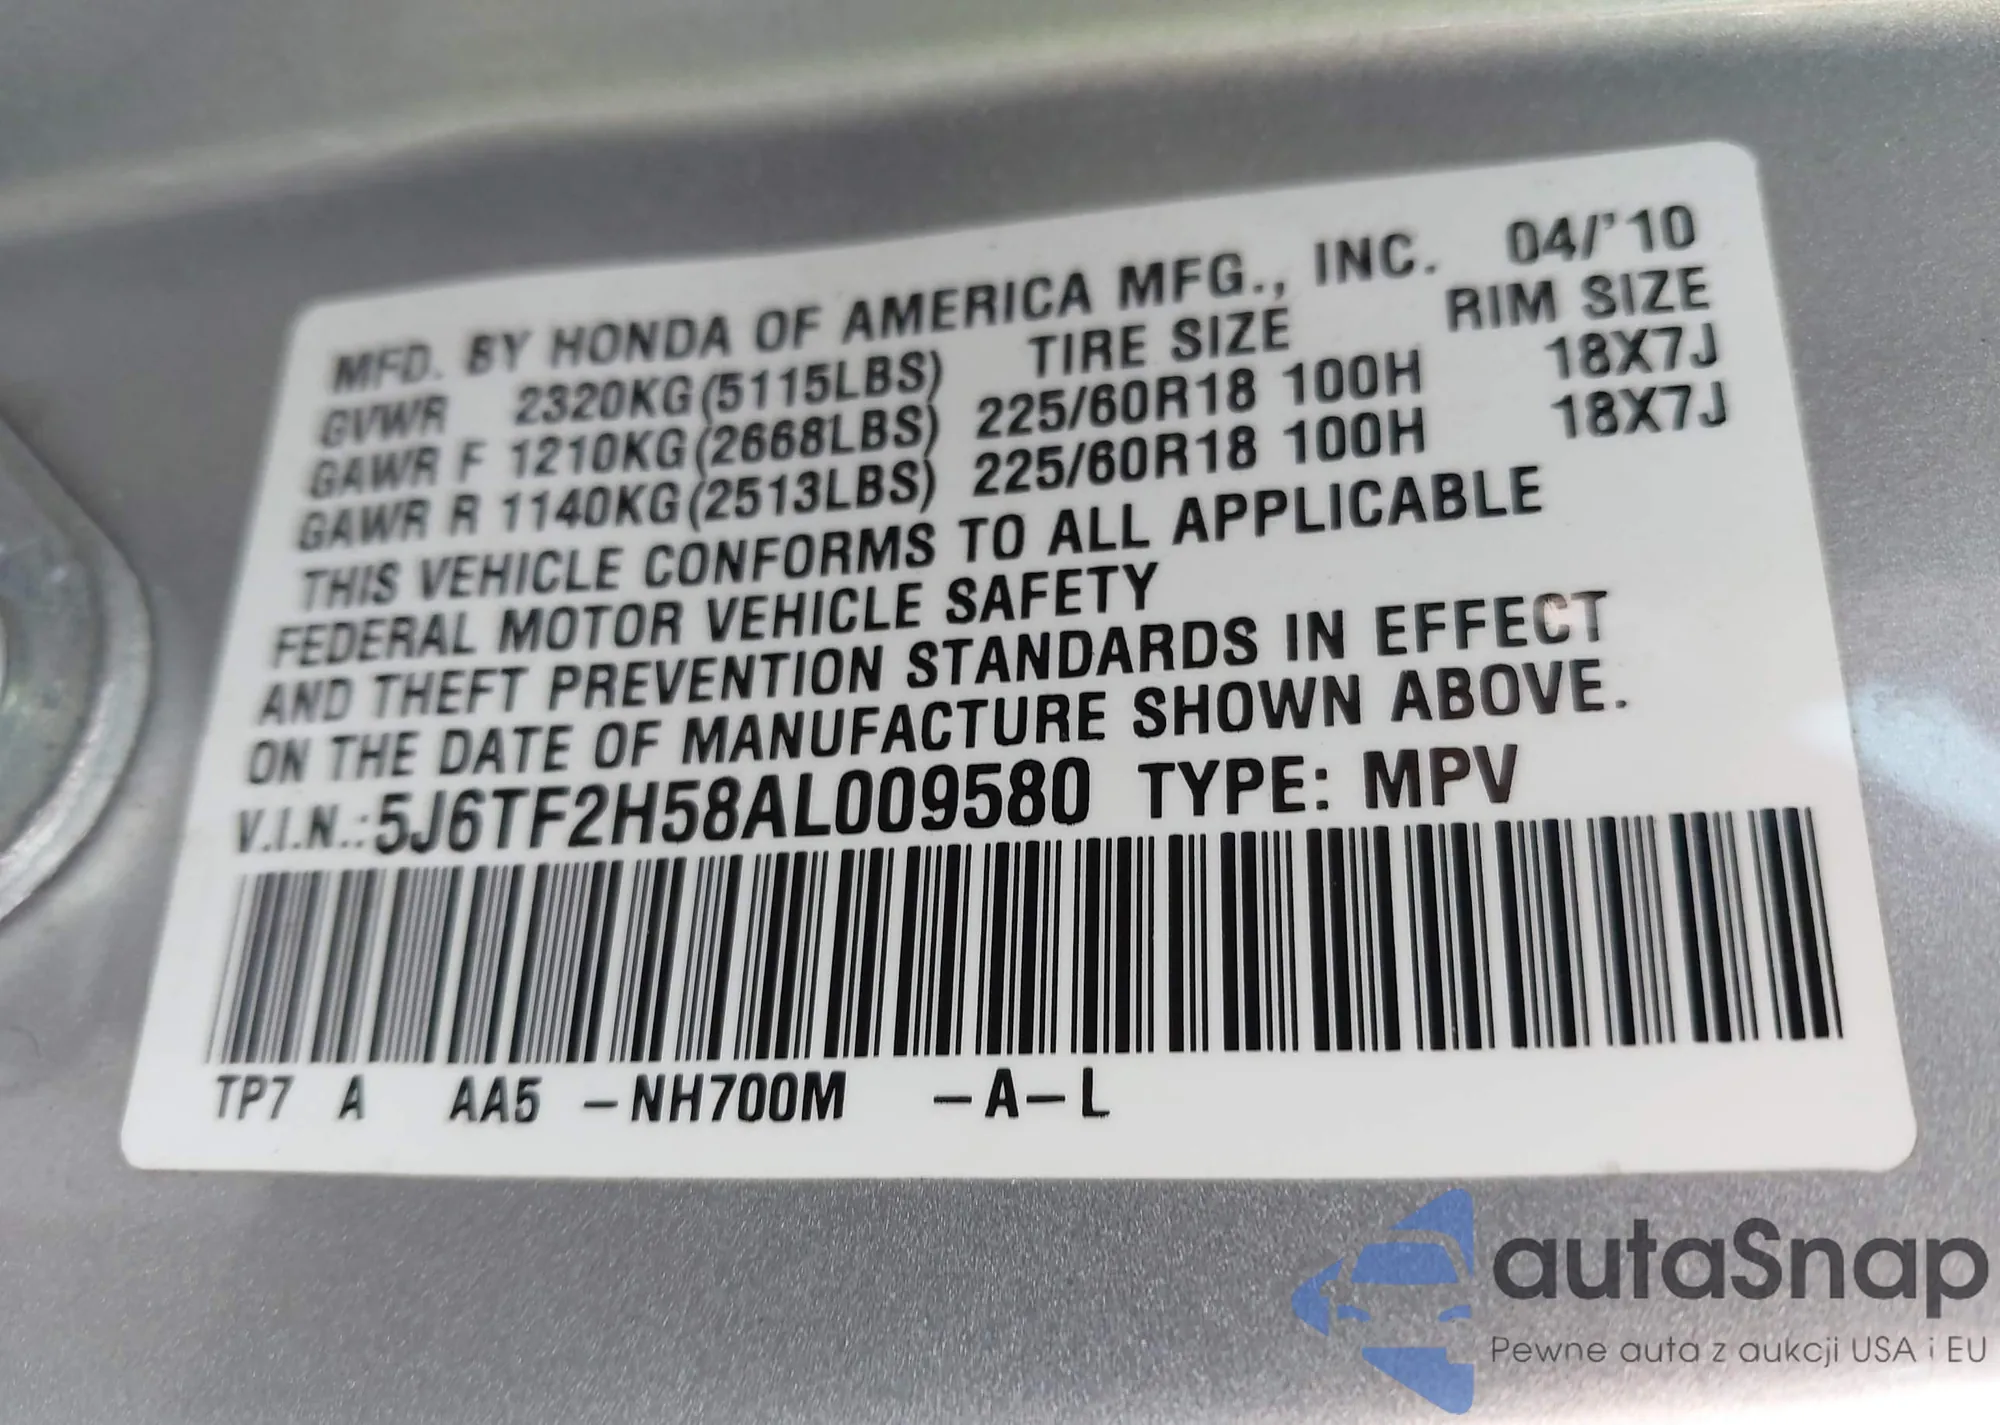 MFD. BY HONDA OF AMERICA MFG., INC. 04/'10
TIRE SIZE RIM SIZE
GVWR 2320KG(5115LBS)
GAWR F 1210KG(2668LBS) 225/60R18 100H 18X7J
GAWR R 1140KG(2513LBS) 225/60R18 100H 18X7J
THIS VEHICLE CONFORMS TO ALL APPLICABLE
FEDERAL MOTOR VEHICLE SAFETY
AND THEFT PREVENTION STANDARDS IN EFFECT
ON THE DATE OF MANUFACTURE SHOWN ABOVE.
V.I.N.:5J6TF2H58AL009580 TYPE: MPV
TP7 A AA5 -NH700M -A-L
autaSnap
Pewne auta z aukcji USA i EU